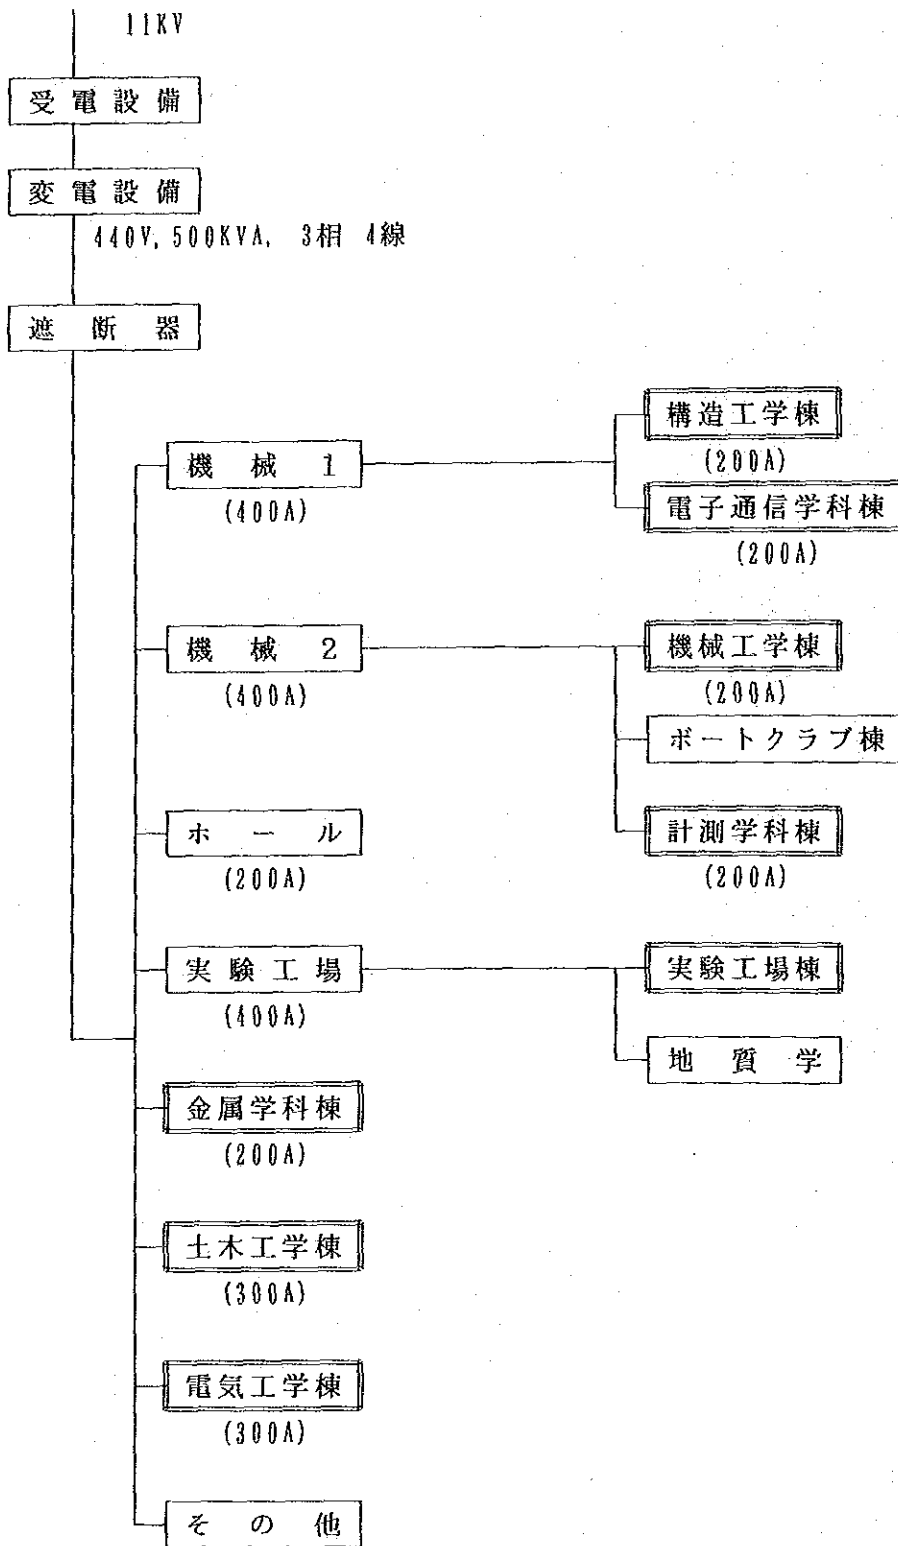 11KV
受電設備
変電設備
440V, 500KVA, 3相 4線
遮断器
構造工学棟
(200A)
機械 1
(400A)
電子通信学科棟
(200A)
機械 2
(400A)
機械工学棟
(200A)
ボートクラブ棟
ホール
(200A)
計測学科棟
(200A)
実験工場
(400A)
実験工場棟
地質学
金属学科棟
(200A)
土木工学棟
(300A)
電気工学棟
(300A)
その他